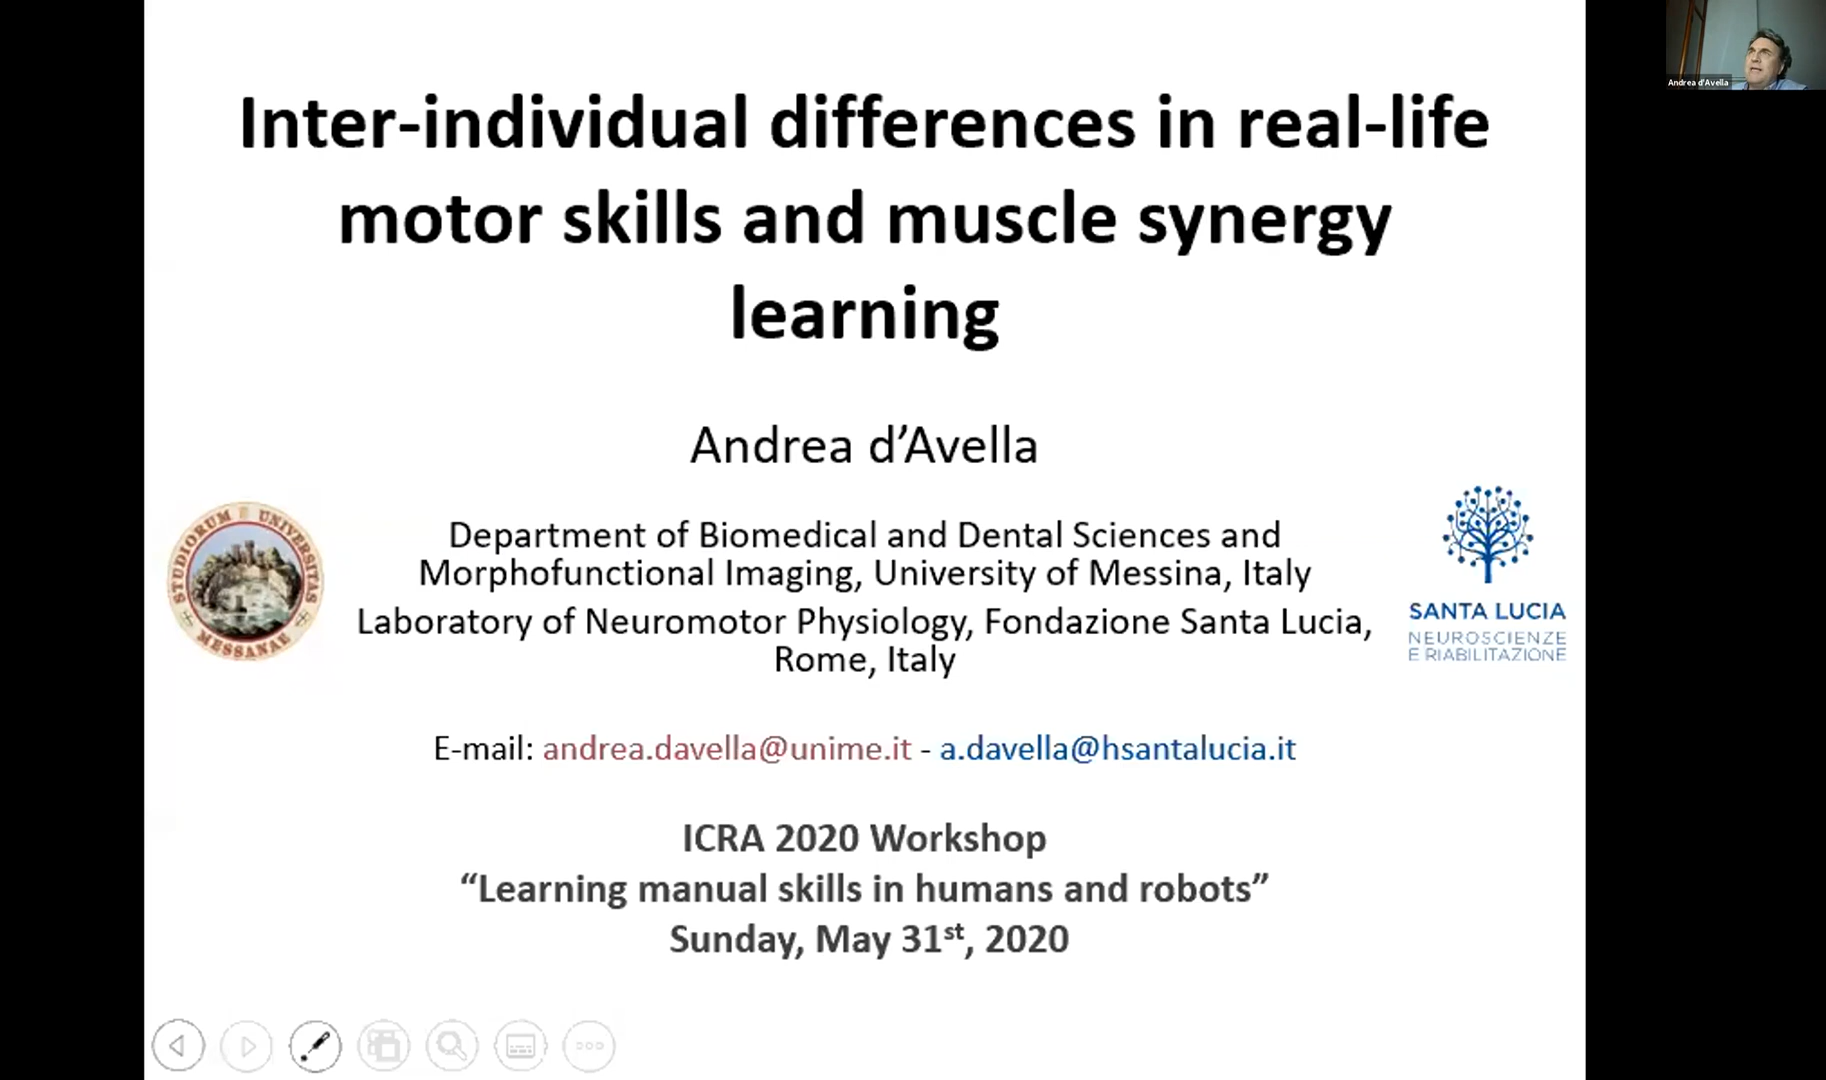 Inter-individual differences in real-life
motor skills and muscle synergy
learning
Andrea d'Avella
Andrea d’Avella
STUDIORUM UNIVERSITAS
MESSANAE
Department of Biomedical and Dental Sciences and
Morphofunctional Imaging, University of Messina, Italy
Laboratory of Neuromotor Physiology, Fondazione Santa Lucia,
Rome, Italy
SANTA LUCIA
NEUROSCIENZE
E RIABILITAZIONE
E-mail: andrea.davella@unime.it - a.davella@hsantalucia.it
ICRA 2020 Workshop
“Learning manual skills in humans and robots”
Sunday, May 31st, 2020